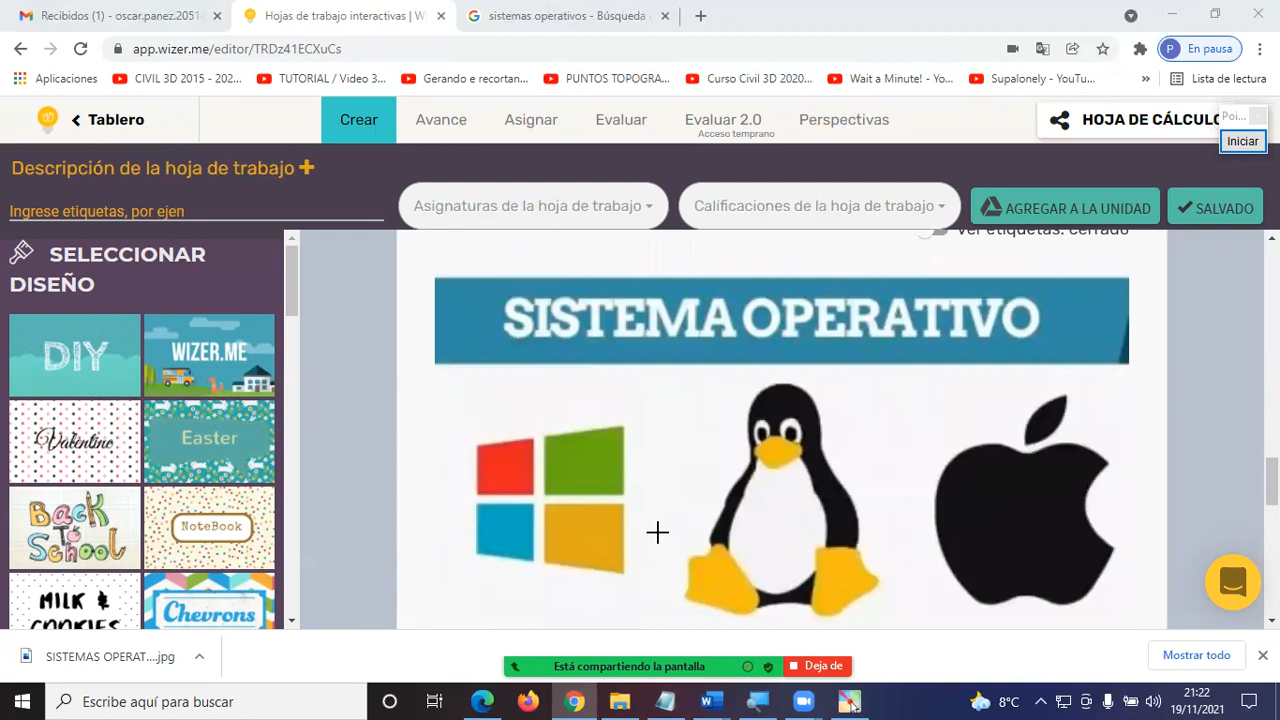 Recibidos (1) - oscar.panez.2051
Hojas de trabajo interactivas | W
sistemas operativos - Búsqueda
app.wizer.me/editor/TRDz41ECXuCs
En pausa
Aplicaciones
CIVIL 3D 2015 - 202...
TUTORIAL / Video 3...
Gerando e recortan...
PUNTOS TOPOGRA...
Curso Civil 3D 2020...
Wait a Minute! - Yo...
Supalonely - YouTu...
Lista de lectura
Tablero
Crear
Avance
Asignar
Evaluar
Evaluar 2.0
Acceso temprano
Perspectivas
HOJA DE CÁLCULO
Poi...
Iniciar
Descripción de la hoja de trabajo +
Ingrese etiquetas, por ejen
Asignaturas de la hoja de trabajo
Calificaciones de la hoja de trabajo
AGREGAR A LA UNIDAD
SALVADO
SELECCIONAR
DISEÑO
Ver etiquetas: cerrado
SISTEMA OPERATIVO
DIY
WIZER.ME
Valentine
Easter
Back
To
School
NoteBook
MILK &
COOKIES
Chevrons
SISTEMAS OPERAT....jpg
Mostrar todo
Está compartiendo la pantalla
Deja de
Escribe aquí para buscar
8°C
21:22
19/11/2021